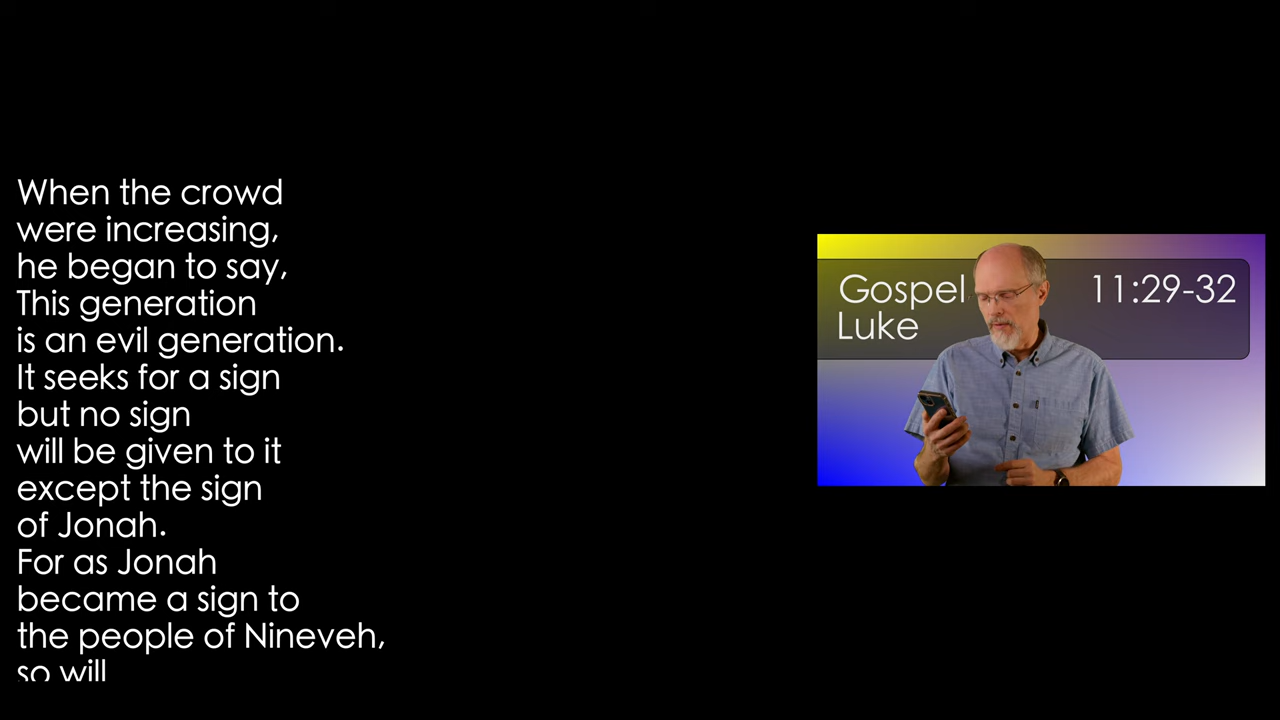 When the crowd
were increasing,
he began to say,
This generation
is an evil generation.
It seeks for a sign
but no sign
will be given to it
except the sign
of Jonah.
For as Jonah
became a sign to
the people of Nineveh,
so will
Gospel 11:29-32
Luke